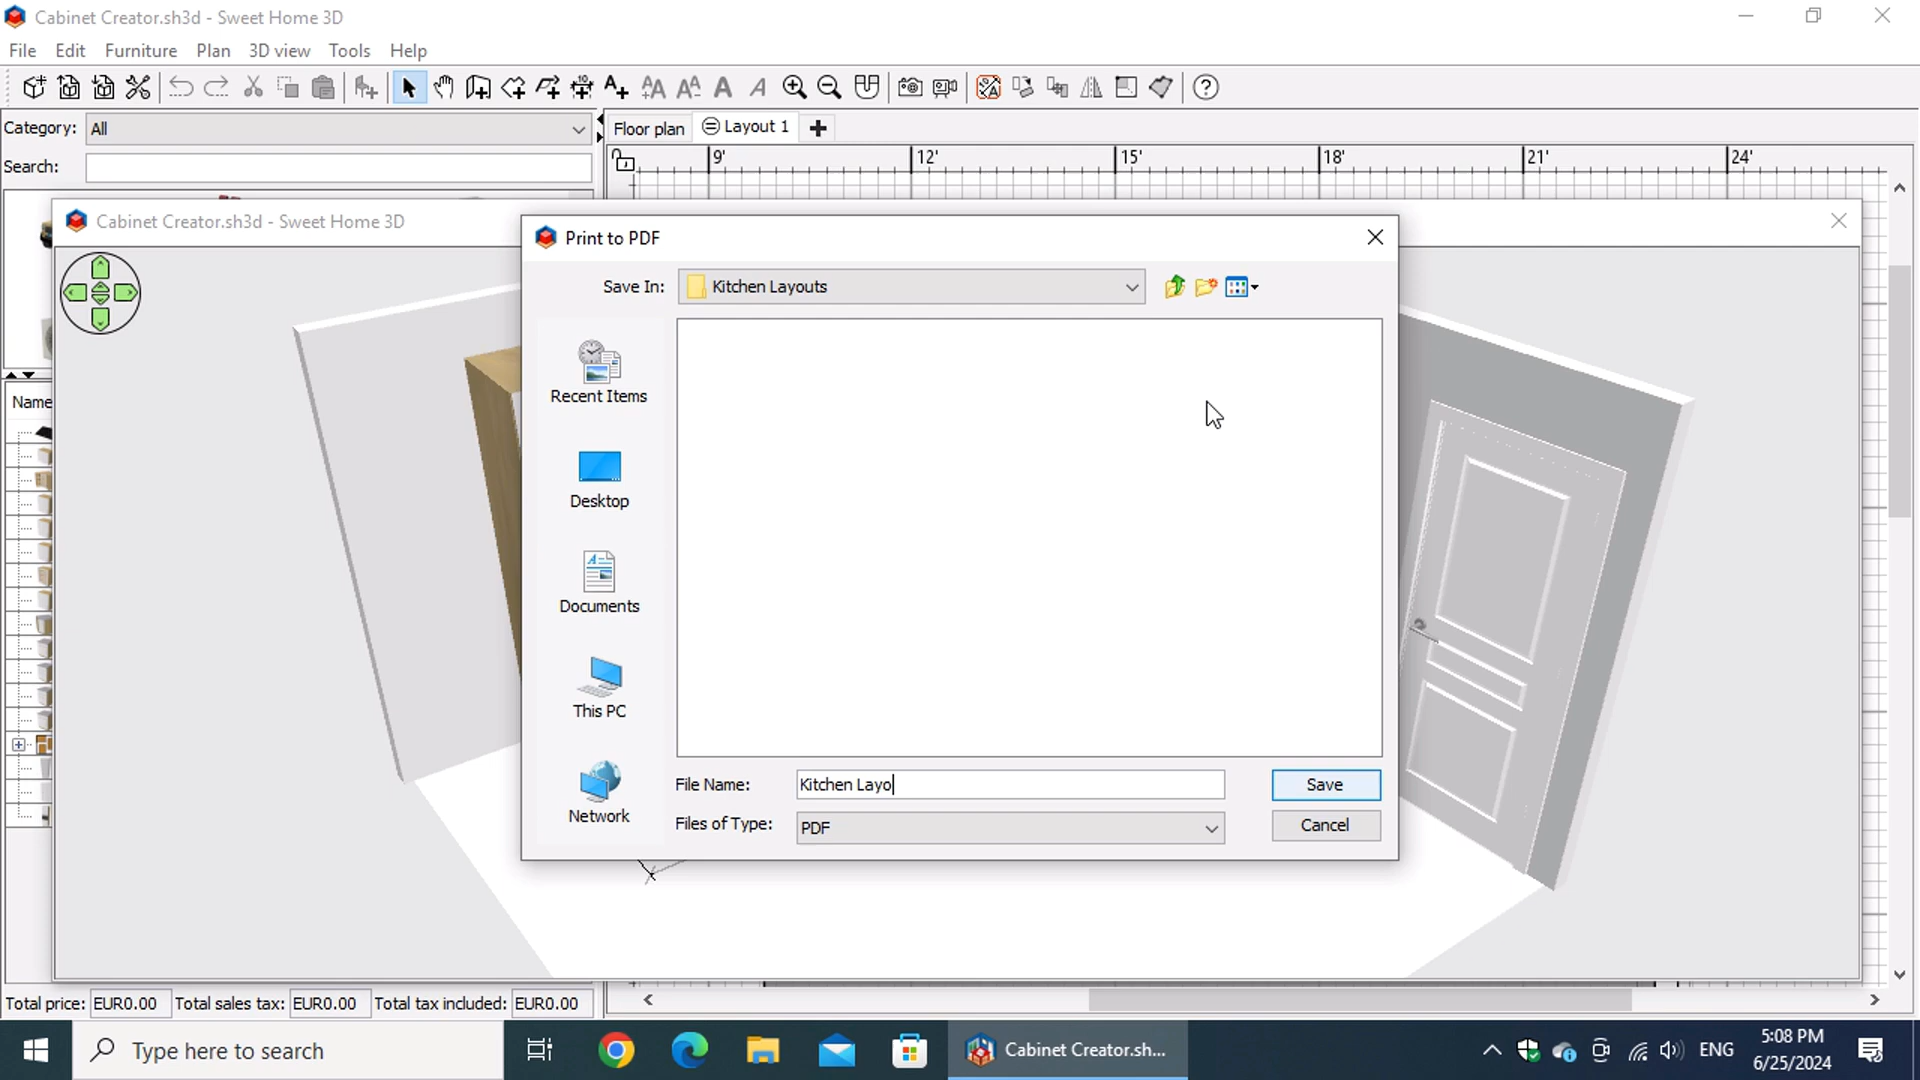 Cabinet Creator.sh3d - Sweet Home 3D
File Edit Furniture Plan 3D view Tools Help
Category: All
Search:
Floor plan Layout 1
9' 12' 15' 18' 21' 24'
Cabinet Creator.sh3d - Sweet Home 3D
Print to PDF
Save In: Kitchen Layouts
Recent Items
Desktop
Documents
This PC
Network
Name
File Name: Kitchen Layo
Save
Files of Type: PDF
Cancel
Total price: EUR0.00 Total sales tax: EUR0.00 Total tax included: EUR0.00
Type here to search
Cabinet Creator.sh...
ENG
5:08 PM
6/25/2024